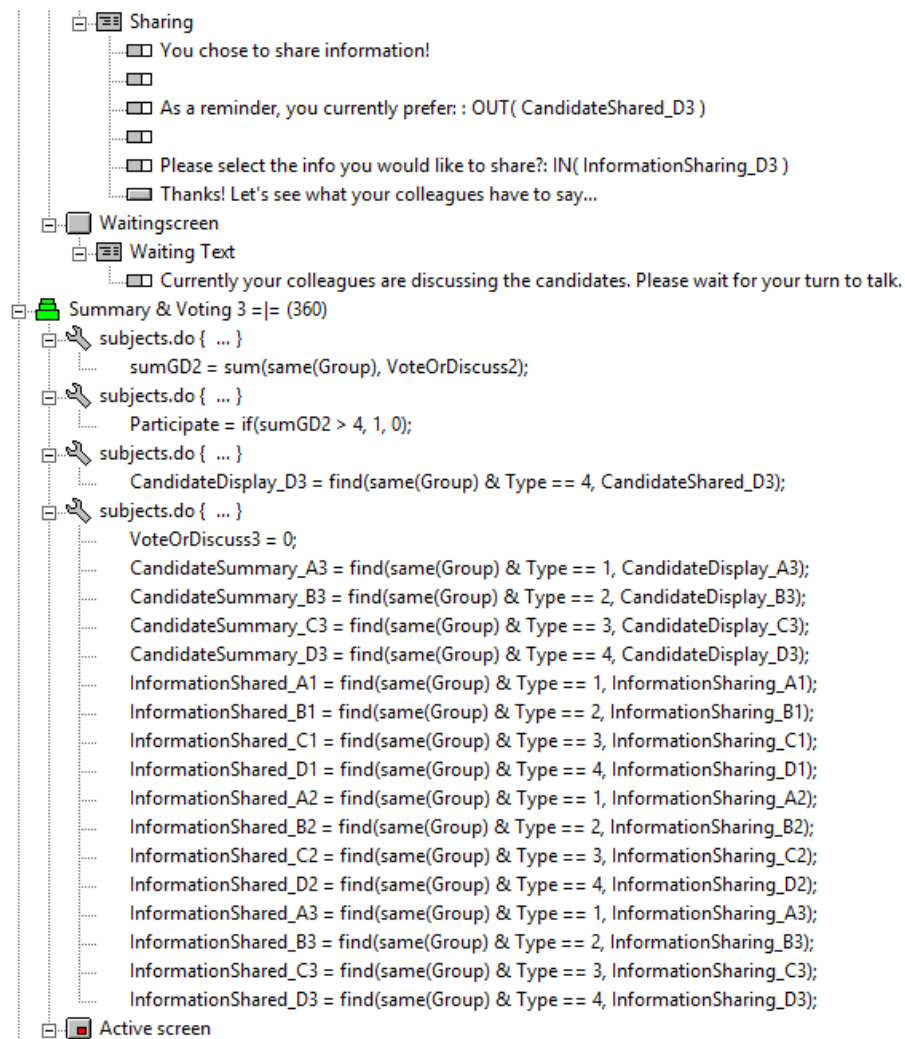 Sharing
You chose to share information!
As a reminder, you currently prefer: : OUT( CandidateShared_D3 )
Please select the info you would like to share?: IN( InformationSharing_D3 )
Thanks! Let's see what your colleagues have to say...
Waitingscreen
Waiting Text
Currently your colleagues are discussing the candidates. Please wait for your turn to talk.
Summary & Voting 3 =|= (360)
subjects.do { ... }
sumGD2 = sum(same(Group), VoteOrDiscuss2);
subjects.do { ... }
Participate = if(sumGD2 > 4, 1, 0);
subjects.do { ... }
CandidateDisplay_D3 = find(same(Group) & Type == 4, CandidateShared_D3);
subjects.do { ... }
VoteOrDiscuss3 = 0;
CandidateSummary_A3 = find(same(Group) & Type == 1, CandidateDisplay_A3);
CandidateSummary_B3 = find(same(Group) & Type == 2, CandidateDisplay_B3);
CandidateSummary_C3 = find(same(Group) & Type == 3, CandidateDisplay_C3);
CandidateSummary_D3 = find(same(Group) & Type == 4, CandidateDisplay_D3);
InformationShared_A1 = find(same(Group) & Type == 1, InformationSharing_A1);
InformationShared_B1 = find(same(Group) & Type == 2, InformationSharing_B1);
InformationShared_C1 = find(same(Group) & Type == 3, InformationSharing_C1);
InformationShared_D1 = find(same(Group) & Type == 4, InformationSharing_D1);
InformationShared_A2 = find(same(Group) & Type == 1, InformationSharing_A2);
InformationShared_B2 = find(same(Group) & Type == 2, InformationSharing_B2);
InformationShared_C2 = find(same(Group) & Type == 3, InformationSharing_C2);
InformationShared_D2 = find(same(Group) & Type == 4, InformationSharing_D2);
InformationShared_A3 = find(same(Group) & Type == 1, InformationSharing_A3);
InformationShared_B3 = find(same(Group) & Type == 2, InformationSharing_B3);
InformationShared_C3 = find(same(Group) & Type == 3, InformationSharing_C3);
InformationShared_D3 = find(same(Group) & Type == 4, InformationSharing_D3);
Active screen